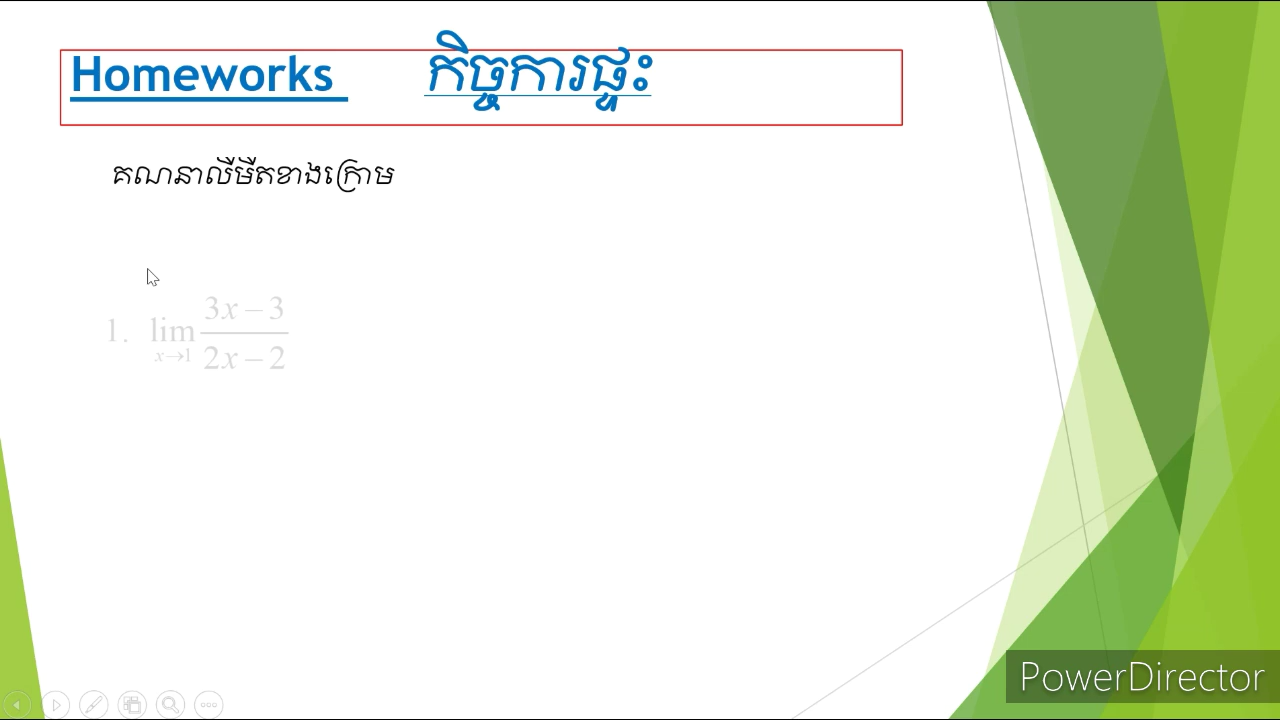 Homeworks កិច្ចការផ្ទះ
គណនាលីមីតខាងក្រោម
1. lim x→1 3x − 3 / 2x − 2
PowerDirector